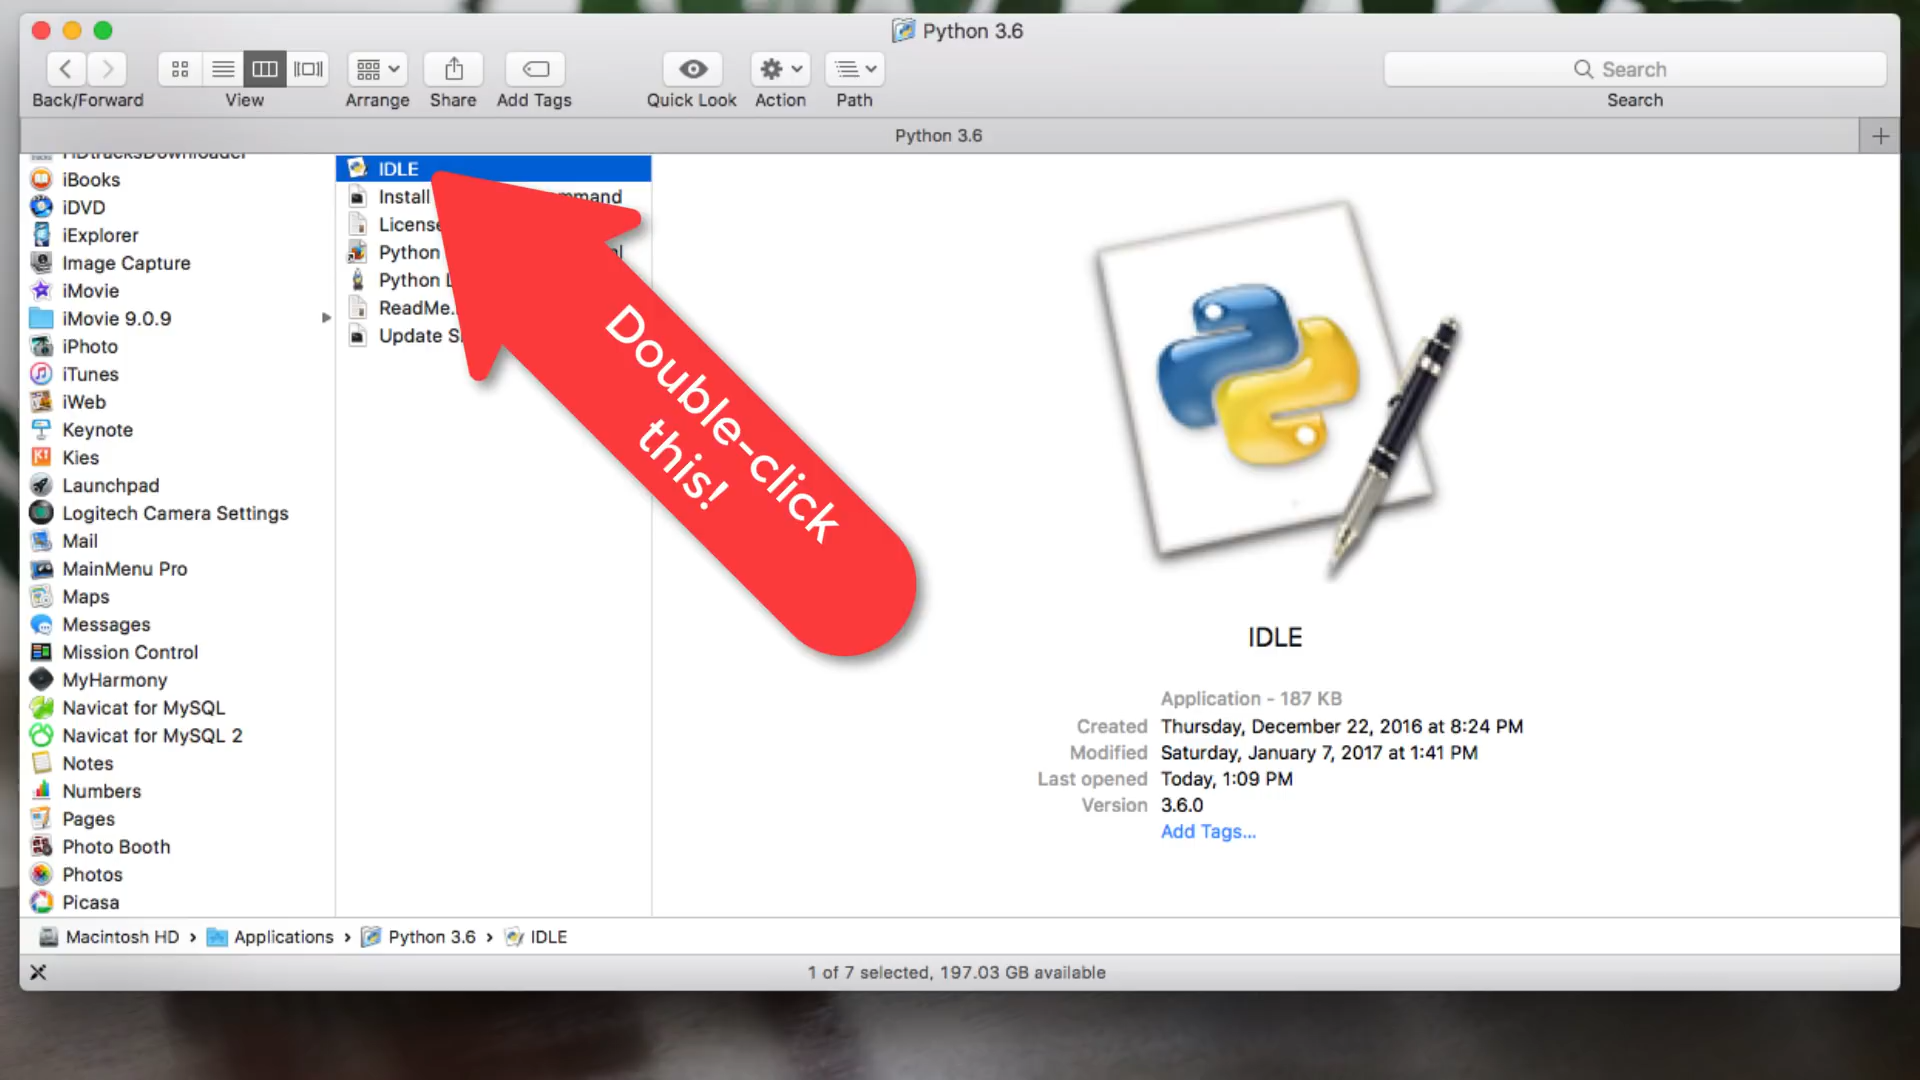 Python 3.6
Back/Forward
View
Arrange
Share
Add Tags
Quick Look
Action
Path
Search
Search
Python 3.6
iBooks
iDVD
iExplorer
Image Capture
iMovie
iMovie 9.0.9
iPhoto
iTunes
iWeb
Keynote
Kies
Launchpad
Logitech Camera Settings
Mail
MainMenu Pro
Maps
Messages
Mission Control
MyHarmony
Navicat for MySQL
Navicat for MySQL 2
Notes
Numbers
Pages
Photo Booth
Photos
Picasa
IDLE
Install
License
Python
Python
ReadMe.
Update
Double-click
this!
IDLE
Application - 187 KB
Created Thursday, December 22, 2016 at 8:24 PM
Modified Saturday, January 7, 2017 at 1:41 PM
Last opened Today, 1:09 PM
Version 3.6.0
Add Tags...
Macintosh HD › Applications › Python 3.6 › IDLE
1 of 7 selected, 197.03 GB available